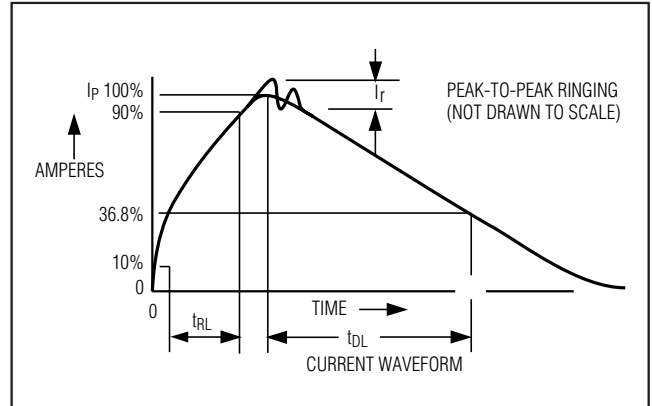 IP 100%
90%
AMPERES
36.8%
10%
0
0
Ir
PEAK-TO-PEAK RINGING
(NOT DRAWN TO SCALE)
TIME
tRL
tDL
CURRENT WAVEFORM